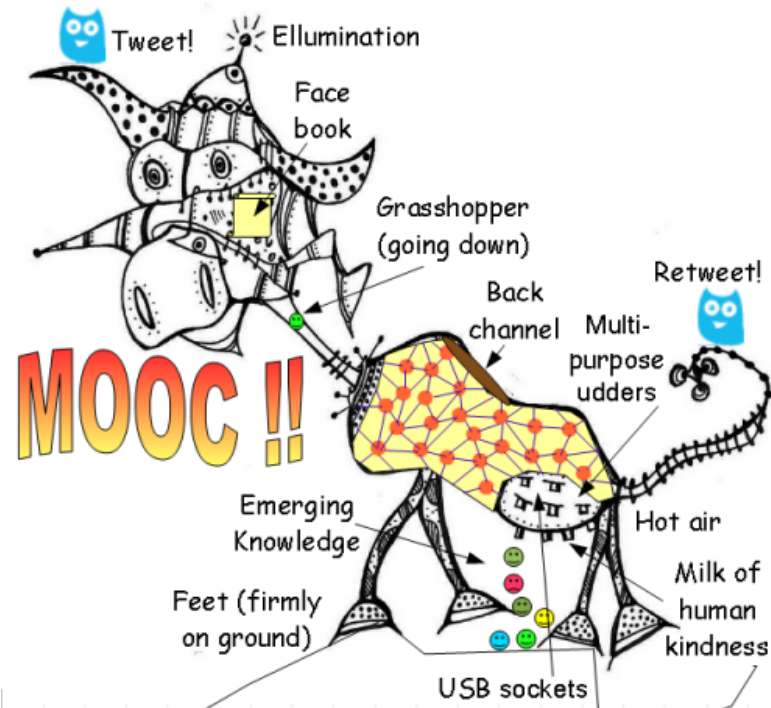 Tweet!
Ellumination
Face
book
Grasshopper
(going down)
Retweet!
Back
channel
Multi-
purpose
udders
MOOC !!
Emerging
Knowledge
Hot air
Feet (firmly
on ground)
Milk of
human
kindness
USB sockets